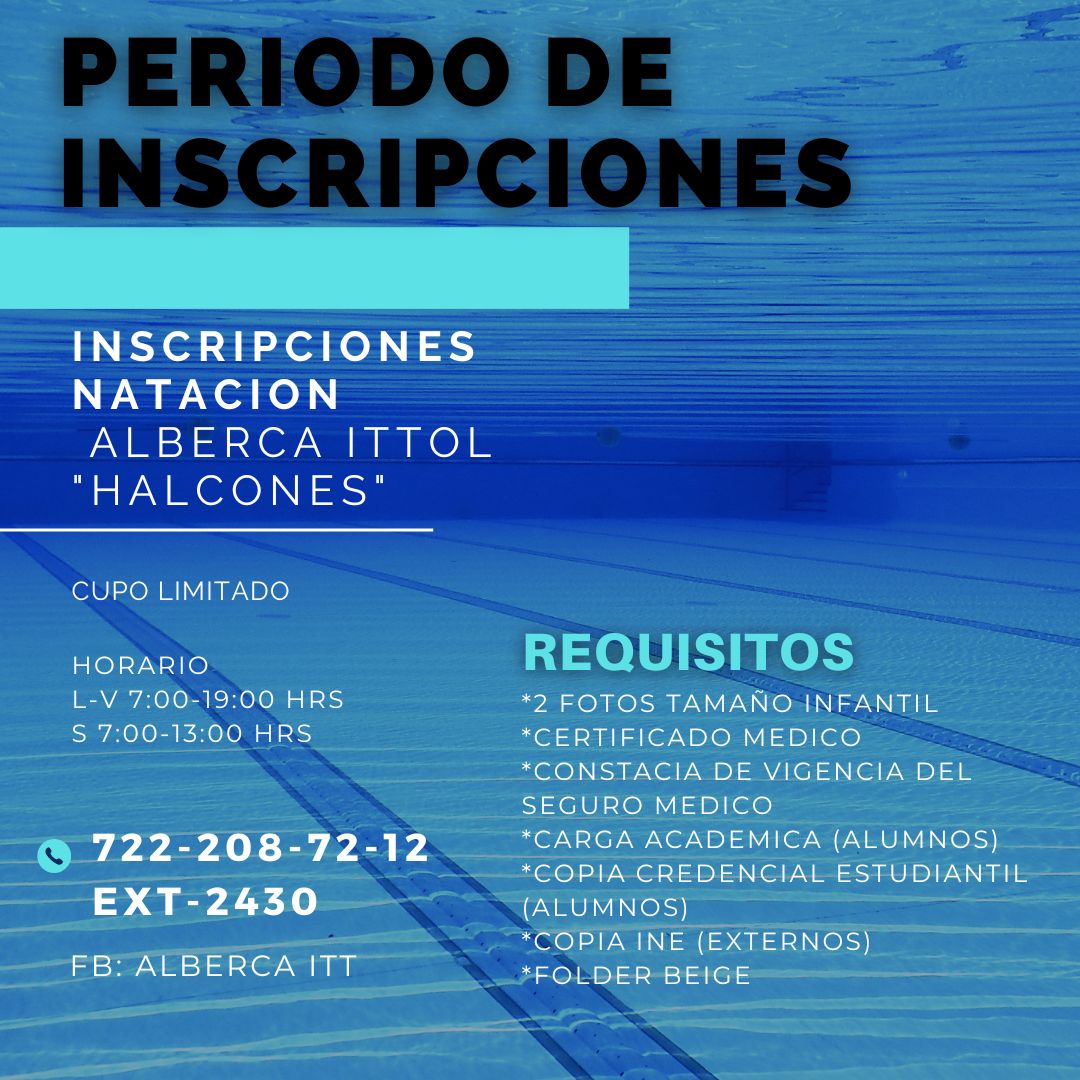 PERIODO DE
INSCRIPCIONES
INSCRIPCIONES
NATACION
ALBERCA ITTOL
"HALCONES"
CUPO LIMITADO
HORARIO
L-V 7:00-19:00 HRS
S 7:00-13:00 HRS
722-208-72-12
EXT-2430
FB: ALBERCA ITT
REQUISITOS
*2 FOTOS TAMAÑO INFANTIL
*CERTIFICADO MEDICO
*CONSTACIA DE VIGENCIA DEL
SEGURO MEDICO
*CARGA ACADEMICA (ALUMNOS)
*COPIA CREDENCIAL ESTUDIANTIL
(ALUMNOS)
*COPIA INE (EXTERNOS)
*FOLDER BEIGE